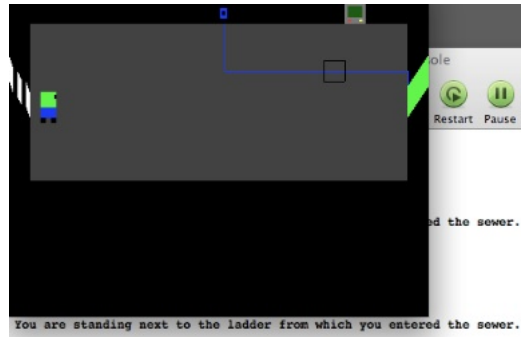 ole
Restart Pause
ed the sewer.
You are standing next to the ladder from which you entered the sewer.